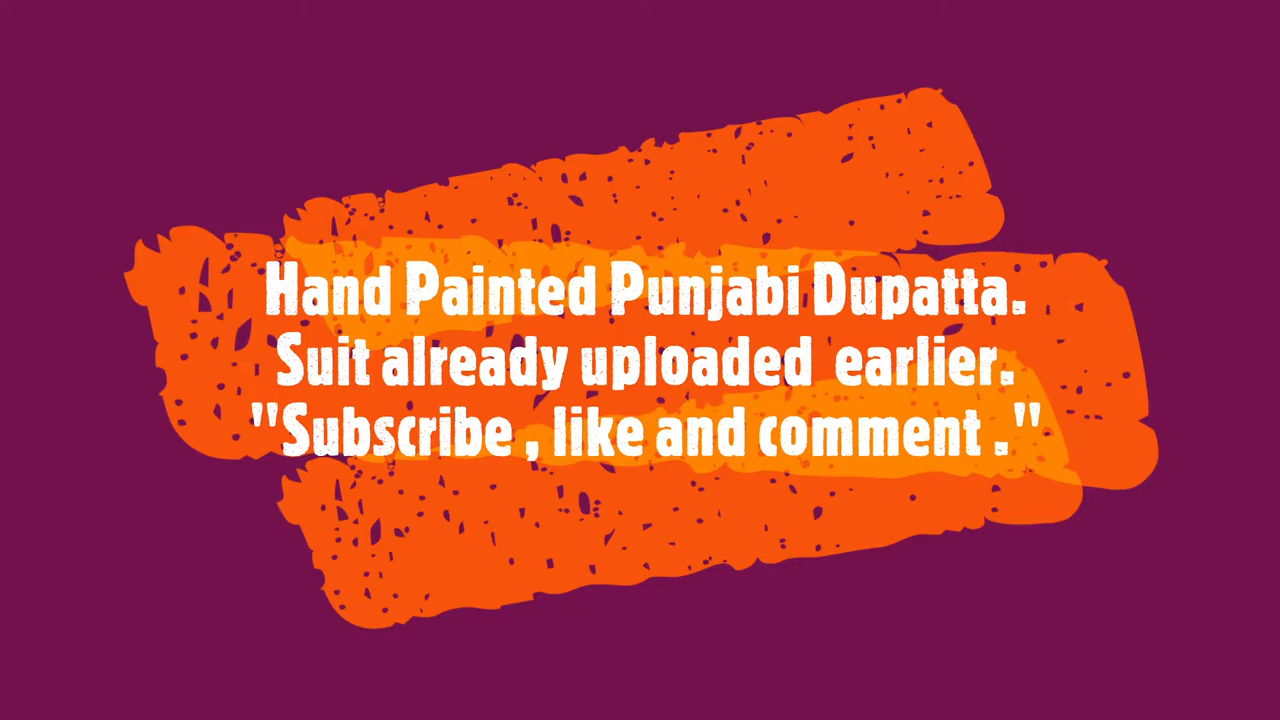 Hand Painted Punjabi Dupatta.
Suit already uploaded  earlier.
"Subscribe , like and comment ."